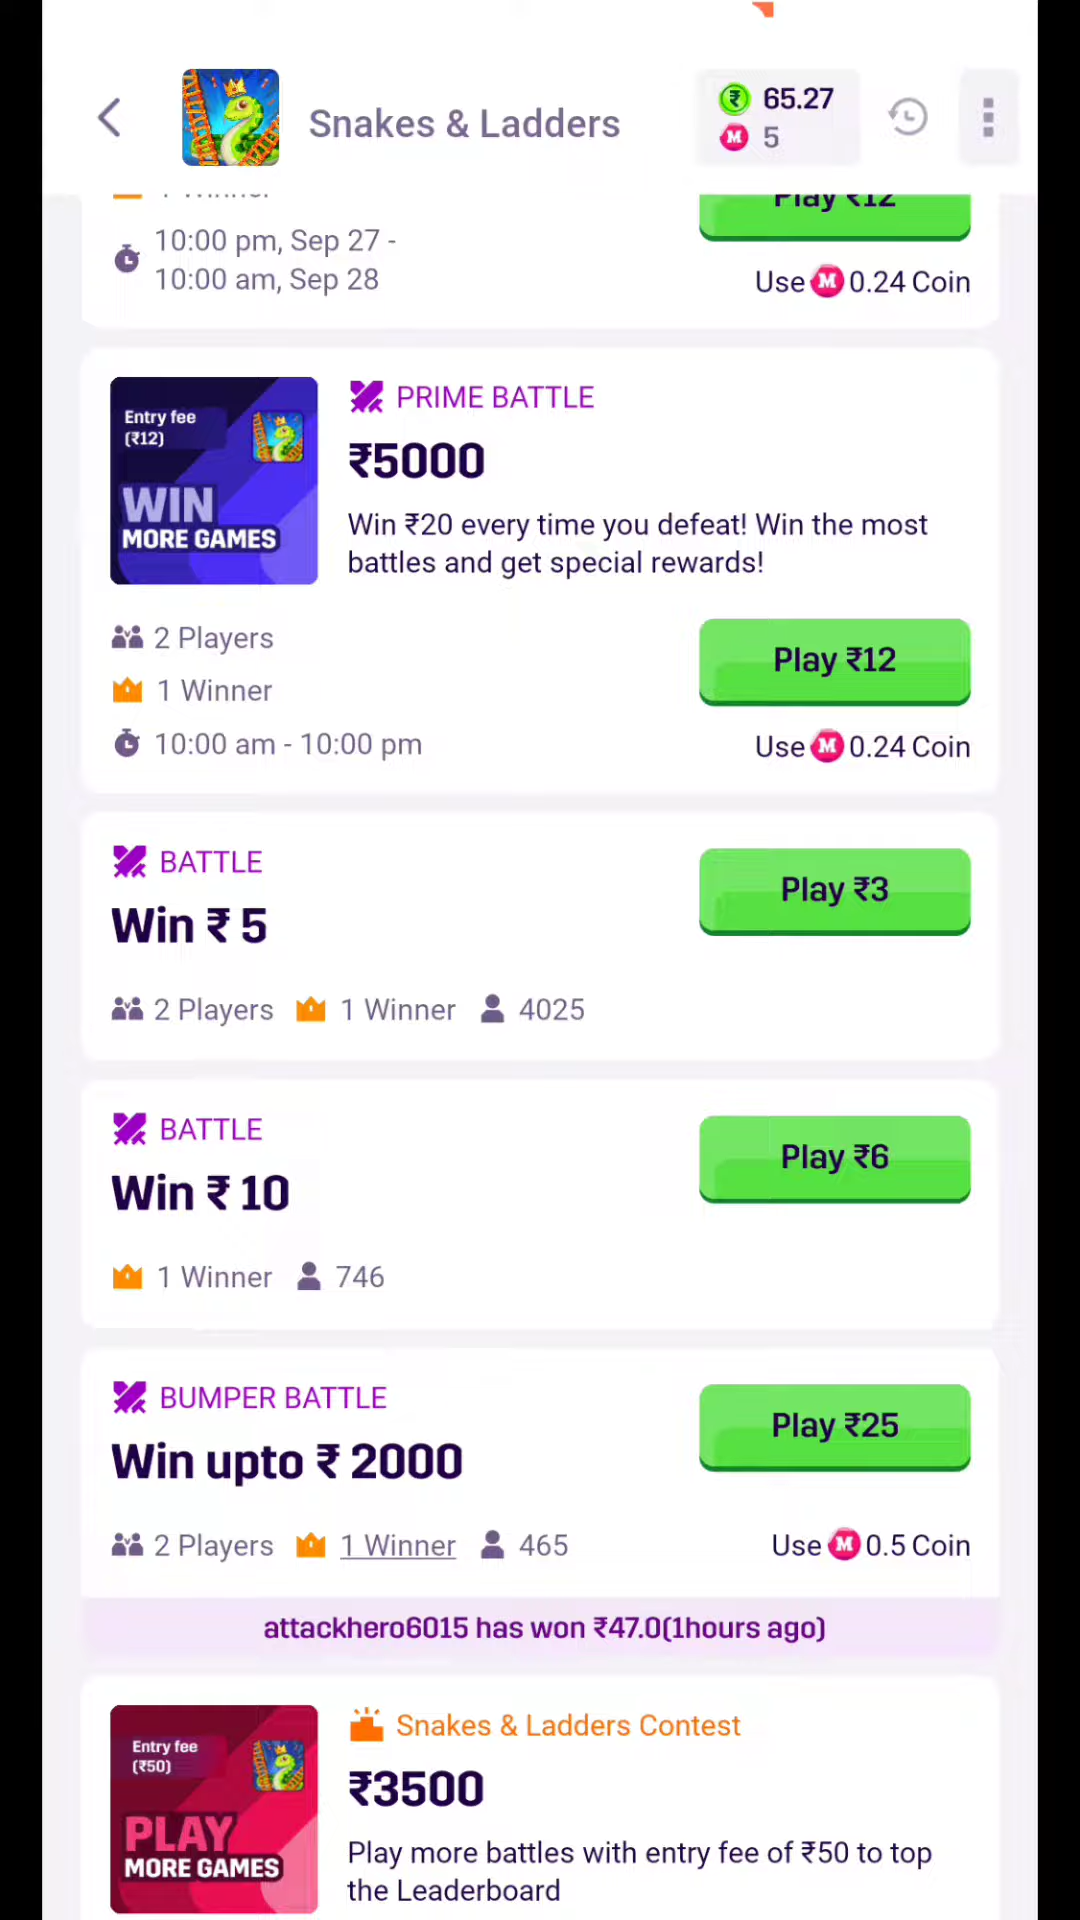 Snakes & Ladders
65.27
M 5
1 Winner
Play ₹12
10:00 pm, Sep 27 -
10:00 am, Sep 28
Use M 0.24 Coin
Entry fee
(₹12)
WIN
MORE GAMES
PRIME BATTLE
₹5000
Win ₹20 every time you defeat! Win the most
battles and get special rewards!
2 Players
Play ₹12
1 Winner
10:00 am - 10:00 pm
Use M 0.24 Coin
BATTLE
Play ₹3
Win ₹ 5
2 Players 1 Winner 4025
BATTLE
Play ₹6
Win ₹ 10
1 Winner 746
BUMPER BATTLE
Play ₹25
Win upto ₹ 2000
2 Players 1 Winner 465
Use M 0.5 Coin
attackhero6015 has won ₹47.0(1hours ago)
Entry fee
(₹50)
PLAY
MORE GAMES
Snakes & Ladders Contest
₹3500
Play more battles with entry fee of ₹50 to top
the Leaderboard